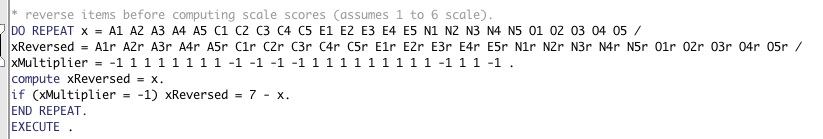 * reverse items before computing scale scores (assumes 1 to 6 scale).
DO REPEAT x = A1 A2 A3 A4 A5 C1 C2 C3 C4 C5 E1 E2 E3 E4 E5 N1 N2 N3 N4 N5 O1 O2 O3 O4 O5 /
xReversed = A1r A2r A3r A4r A5r C1r C2r C3r C4r C5r E1r E2r E3r E4r E5r N1r N2r N3r N4r N5r O1r O2r O3r O4r O5r /
xMultiplier = -1 1 1 1 1 1 1 1 -1 -1 -1 -1 1 1 1 1 1 1 1 1 1 -1 1 1 -1 .
compute xReversed = x.
if (xMultiplier = -1) xReversed = 7 - x.
END REPEAT.
EXECUTE .